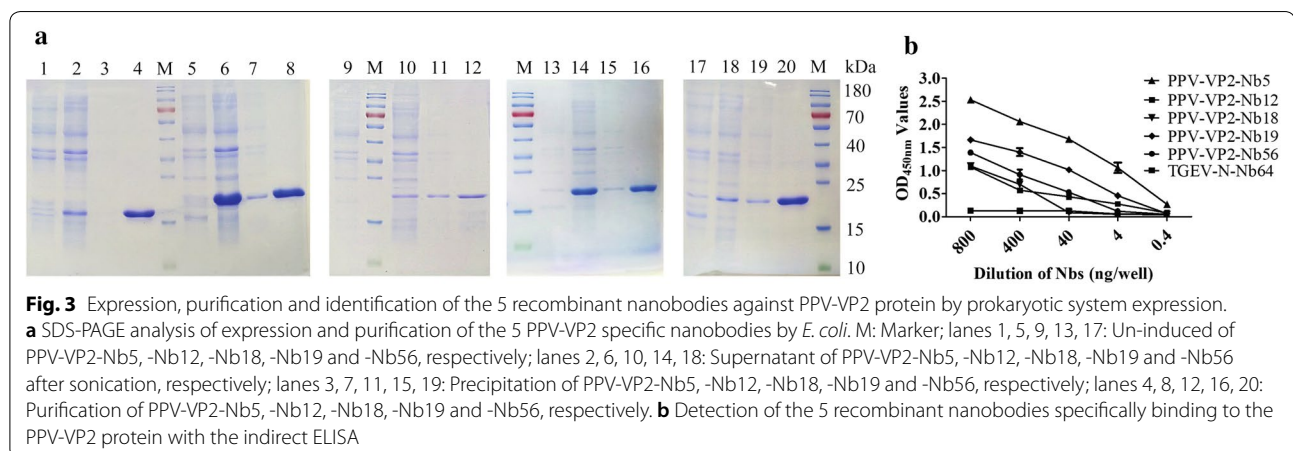 a
1 2 3 4 M 5 6 7 8 9 M 10 11 12 M 13 14 15 16 17 18 19 20 M kDa
180
70
40
25
15
10
b
OD450nm Values
3.0
2.5
2.0
1.5
1.0
0.5
0.0
800 400 40 4 0.4
Dilution of Nbs (ng/well)
PPV-VP2-Nb5
PPV-VP2-Nb12
PPV-VP2-Nb18
PPV-VP2-Nb19
PPV-VP2-Nb56
TGEV-N-Nb64
Fig. 3 Expression, purification and identification of the 5 recombinant nanobodies against PPV-VP2 protein by prokaryotic system expression.
a SDS-PAGE analysis of expression and purification of the 5 PPV-VP2 specific nanobodies by E. coli. M: Marker; lanes 1, 5, 9, 13, 17: Un-induced of
PPV-VP2-Nb5, -Nb12, -Nb18, -Nb19 and -Nb56, respectively; lanes 2, 6, 10, 14, 18: Supernatant of PPV-VP2-Nb5, -Nb12, -Nb18, -Nb19 and -Nb56
after sonication, respectively; lanes 3, 7, 11, 15, 19: Precipitation of PPV-VP2-Nb5, -Nb12, -Nb18, -Nb19 and -Nb56, respectively; lanes 4, 8, 12, 16, 20:
Purification of PPV-VP2-Nb5, -Nb12, -Nb18, -Nb19 and -Nb56, respectively. b Detection of the 5 recombinant nanobodies specifically binding to the
PPV-VP2 protein with the indirect ELISA